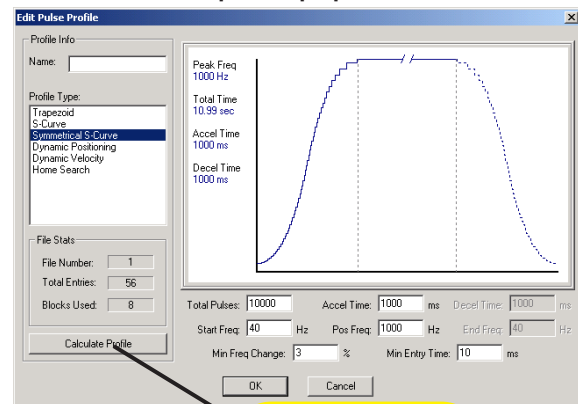 Edit Pulse Profile
Profile Info
Name:
Profile Type:
Trapezoid
S-Curve
Symmetrical S-Curve
Dynamic Positioning
Dynamic Velocity
Home Search
File Stats
File Number: 1
Total Entries: 56
Blocks Used: 8
Calculate Profile
Peak Freq
1000 Hz
Total Time
10.99 sec
Accel Time
1000 ms
Decel Time
1000 ms
Total Pulses: 10000 Accel Time: 1000 ms Decel Time: 1000 ms
Start Freq: 40 Hz Pos Freq: 1000 Hz End Freq: 40 Hz
Min Freq Change: 3 % Min Entry Time: 10 ms
OK Cancel